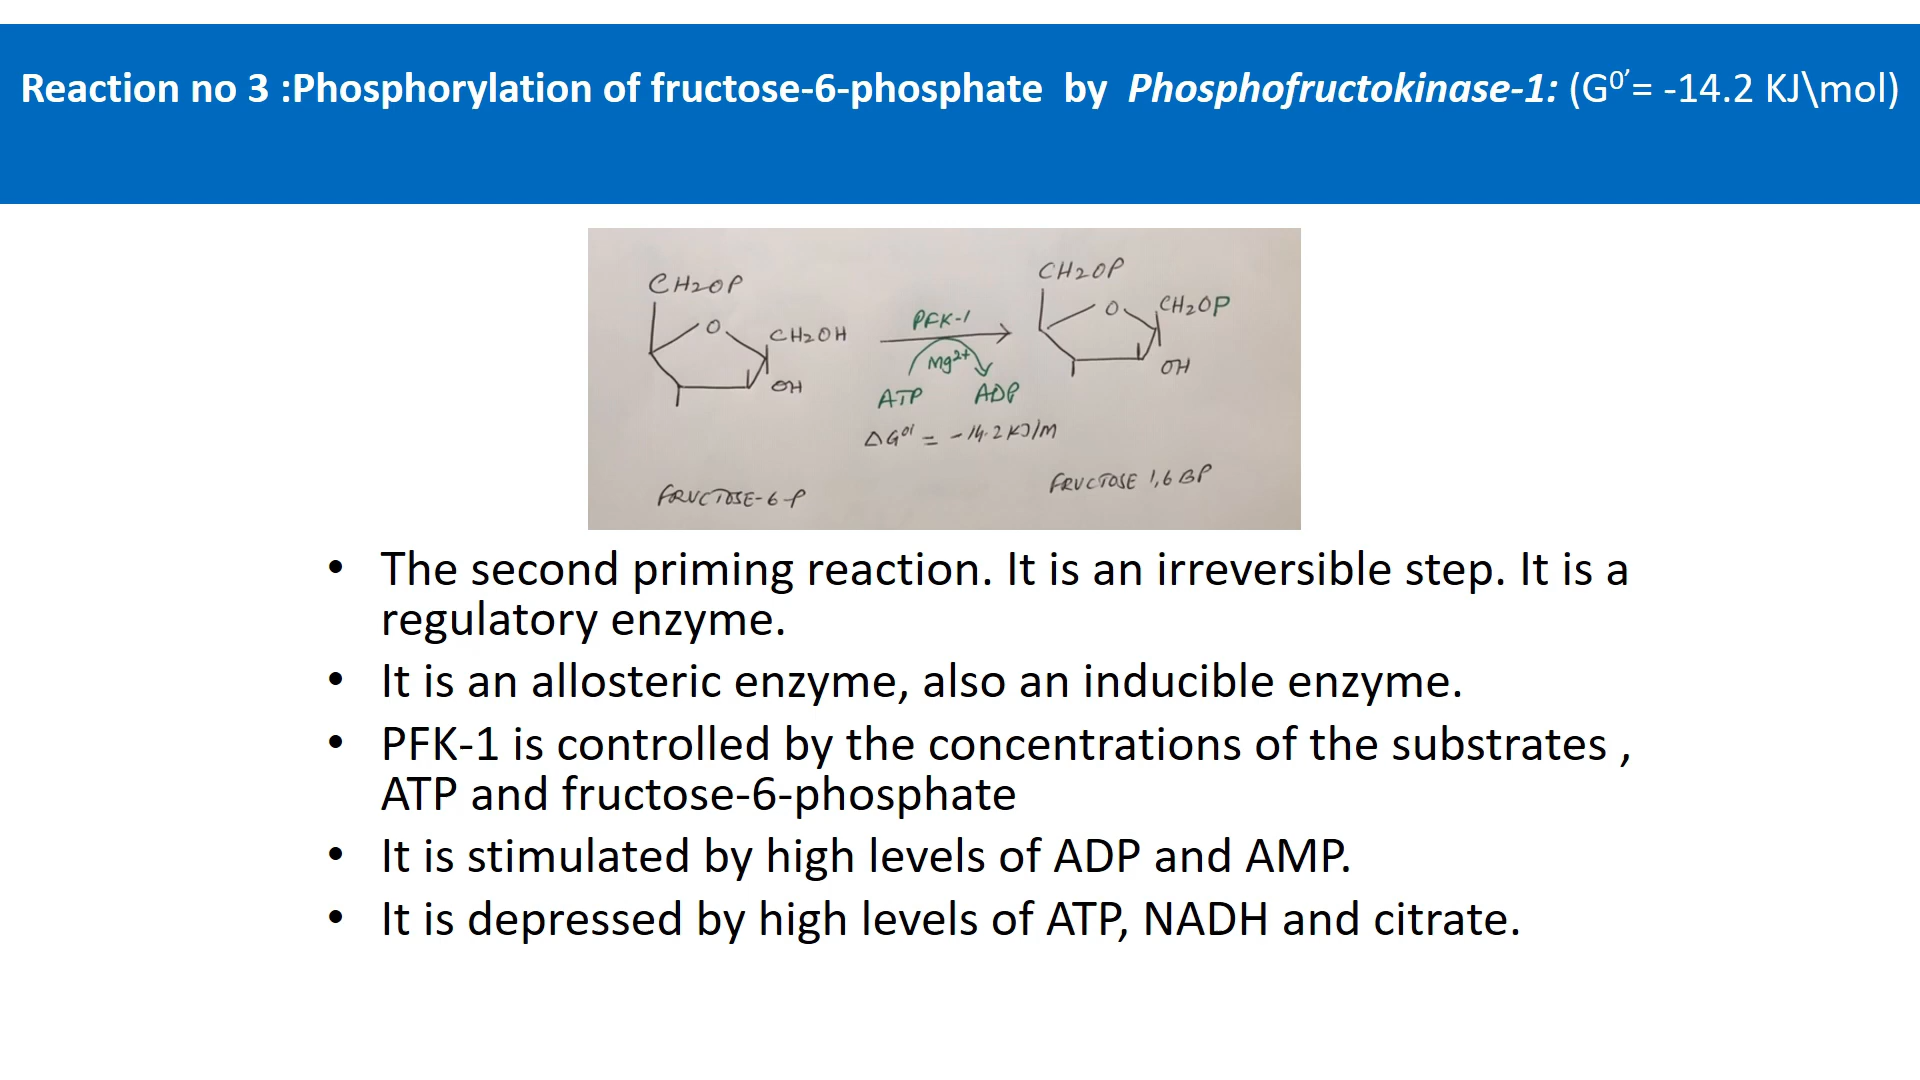 Reaction no 3 :Phosphorylation of fructose-6-phosphate by Phosphofructokinase-1: (G⁰′= -14.2 KJ\mol)
CH2OP
CH2OP
O
CH2OH
OH
PFK-1
Mg2+
ATP ADP
ΔG⁰′ = -14.2 KJ/M
O
CH2OP
OH
FRUCTOSE-6-P
FRUCTOSE 1,6 BP
• The second priming reaction. It is an irreversible step. It is a
regulatory enzyme.
• It is an allosteric enzyme, also an inducible enzyme.
• PFK-1 is controlled by the concentrations of the substrates ,
ATP and fructose-6-phosphate
• It is stimulated by high levels of ADP and AMP.
• It is depressed by high levels of ATP, NADH and citrate.